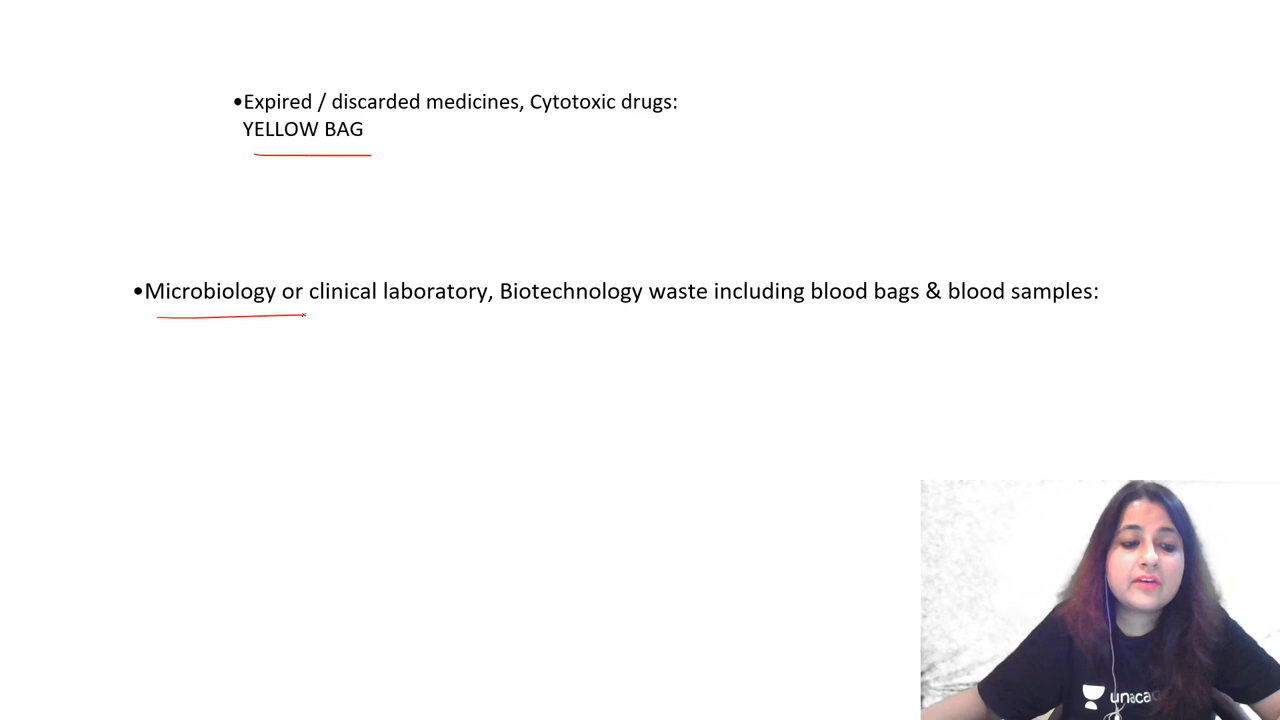 •Expired / discarded medicines, Cytotoxic drugs:
YELLOW BAG
•Microbiology or clinical laboratory, Biotechnology waste including blood bags & blood samples: